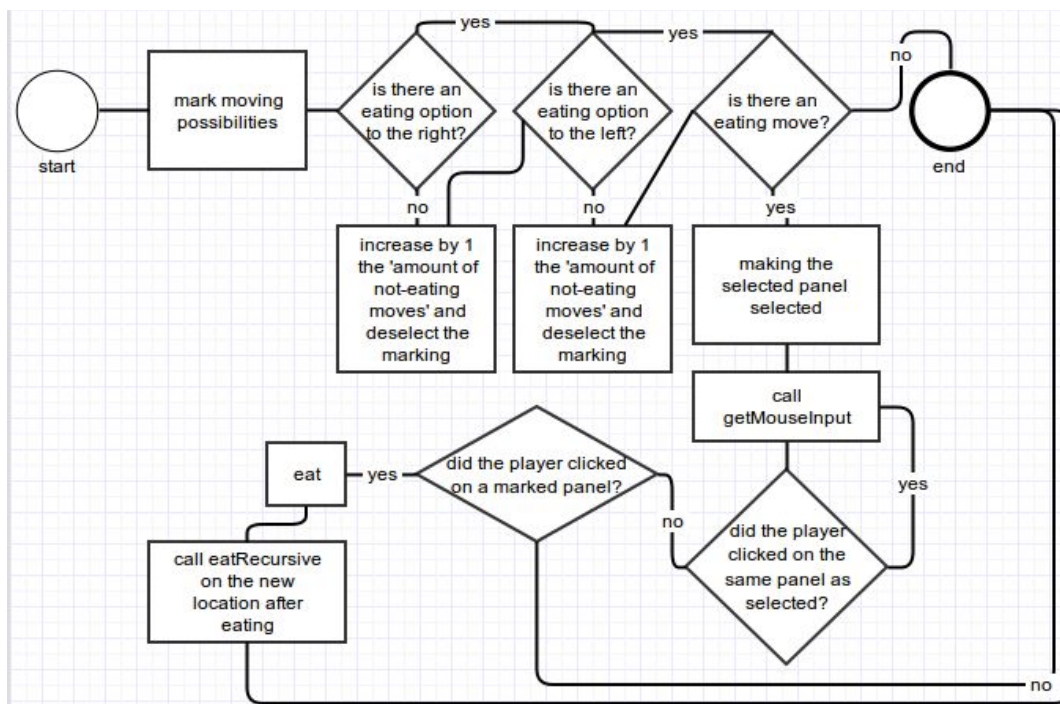 yes
yes
no
mark moving
possibilities
is there an
eating option
to the right?
is there an
eating option
to the left?
is there an
eating move?
start
end
no
no
yes
increase by 1
the 'amount of
not-eating
moves' and
deselect the
marking
increase by 1
the 'amount of
not-eating
moves' and
deselect the
marking
making the
selected panel
selected
call
getMouseInput
eat
yes
did the player clicked
on a marked panel?
no
yes
did the player
clicked on the
same panel as
selected?
call eatRecursive
on the new
location after
eating
no